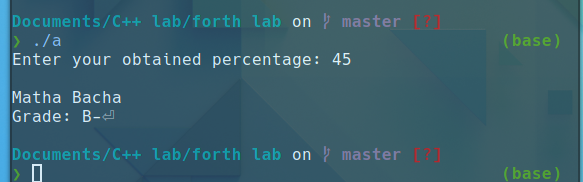 Documents/C++ lab/forth lab on ᚠ master [?]
❯ ./a (base)
Enter your obtained percentage: 45
Matha Bacha
Grade: B-⏎
Documents/C++ lab/forth lab on ᚠ master [?]
❯ (base)